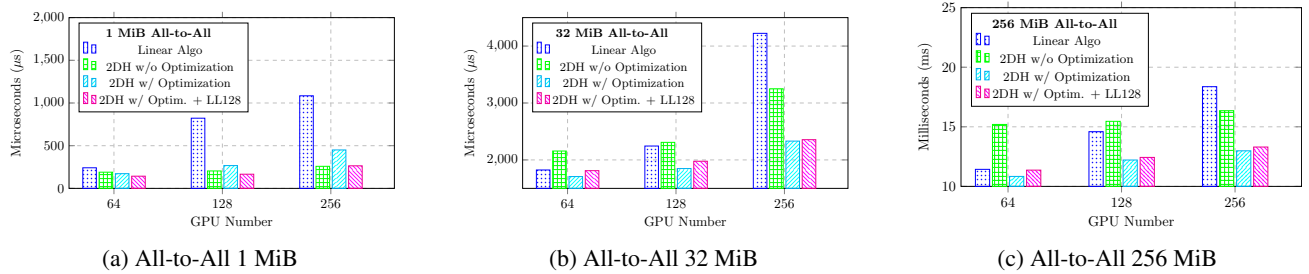 2,000
1,500
1,000
500
0
Microseconds (μs)
1 MiB All-to-All
Linear Algo
2DH w/o Optimization
2DH w/ Optimization
2DH w/ Optim. + LL128
64
128
256
GPU Number
(a) All-to-All 1 MiB
4,000
3,000
2,000
Microseconds (μs)
32 MiB All-to-All
Linear Algo
2DH w/o Optimization
2DH w/ Optimization
2DH w/ Optim. + LL128
64
128
256
GPU Number
(b) All-to-All 32 MiB
25
20
15
10
Milliseconds (ms)
256 MiB All-to-All
Linear Algo
2DH w/o Optimization
2DH w/ Optimization
2DH w/ Optim. + LL128
64
128
256
GPU Number
(c) All-to-All 256 MiB